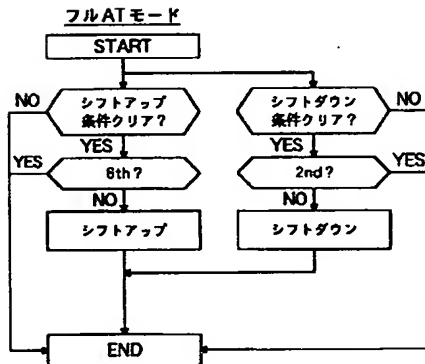 フルATモード
START
NO
シフトアップ
条件クリア?
シフトダウン
条件クリア?
NO
YES
YES
YES
6th?
2nd?
YES
NO
NO
シフトアップ
シフトダウン
END